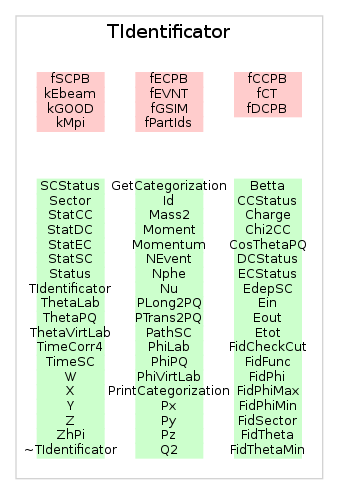 TIdentificator
fSCPB
kEbeam
kGOOD
kMpi
fECPB
fEVNT
fGSIM
fPartIds
fCCPB
fCT
fDCPB
SCStatus
Sector
StatCC
StatDC
StatEC
StatSC
Status
TIdentificator
ThetaLab
ThetaPQ
ThetaVirtLab
TimeCorr4
TimeSC
W
X
Y
Z
ZhPi
~TIdentificator
GetCategorization
Id
Mass2
Moment
Momentum
NEvent
Nphe
Nu
PLong2PQ
PTrans2PQ
PathSC
PhiLab
PhiPQ
PhiVirtLab
PrintCategorization
Px
Py
Pz
Q2
Betta
CCStatus
Charge
Chi2CC
CosThetaPQ
DCStatus
ECStatus
EdepSC
Ein
Eout
Etot
FidCheckCut
FidFunc
FidPhi
FidPhiMax
FidPhiMin
FidSector
FidTheta
FidThetaMin